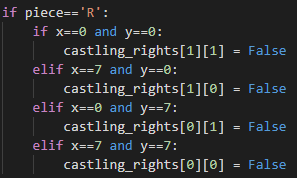 if piece=='R':
    if x==0 and y==0:
        castling_rights[1][1] = False
    elif x==7 and y==0:
        castling_rights[1][0] = False
    elif x==0 and y==7:
        castling_rights[0][1] = False
    elif x==7 and y==7:
        castling_rights[0][0] = False